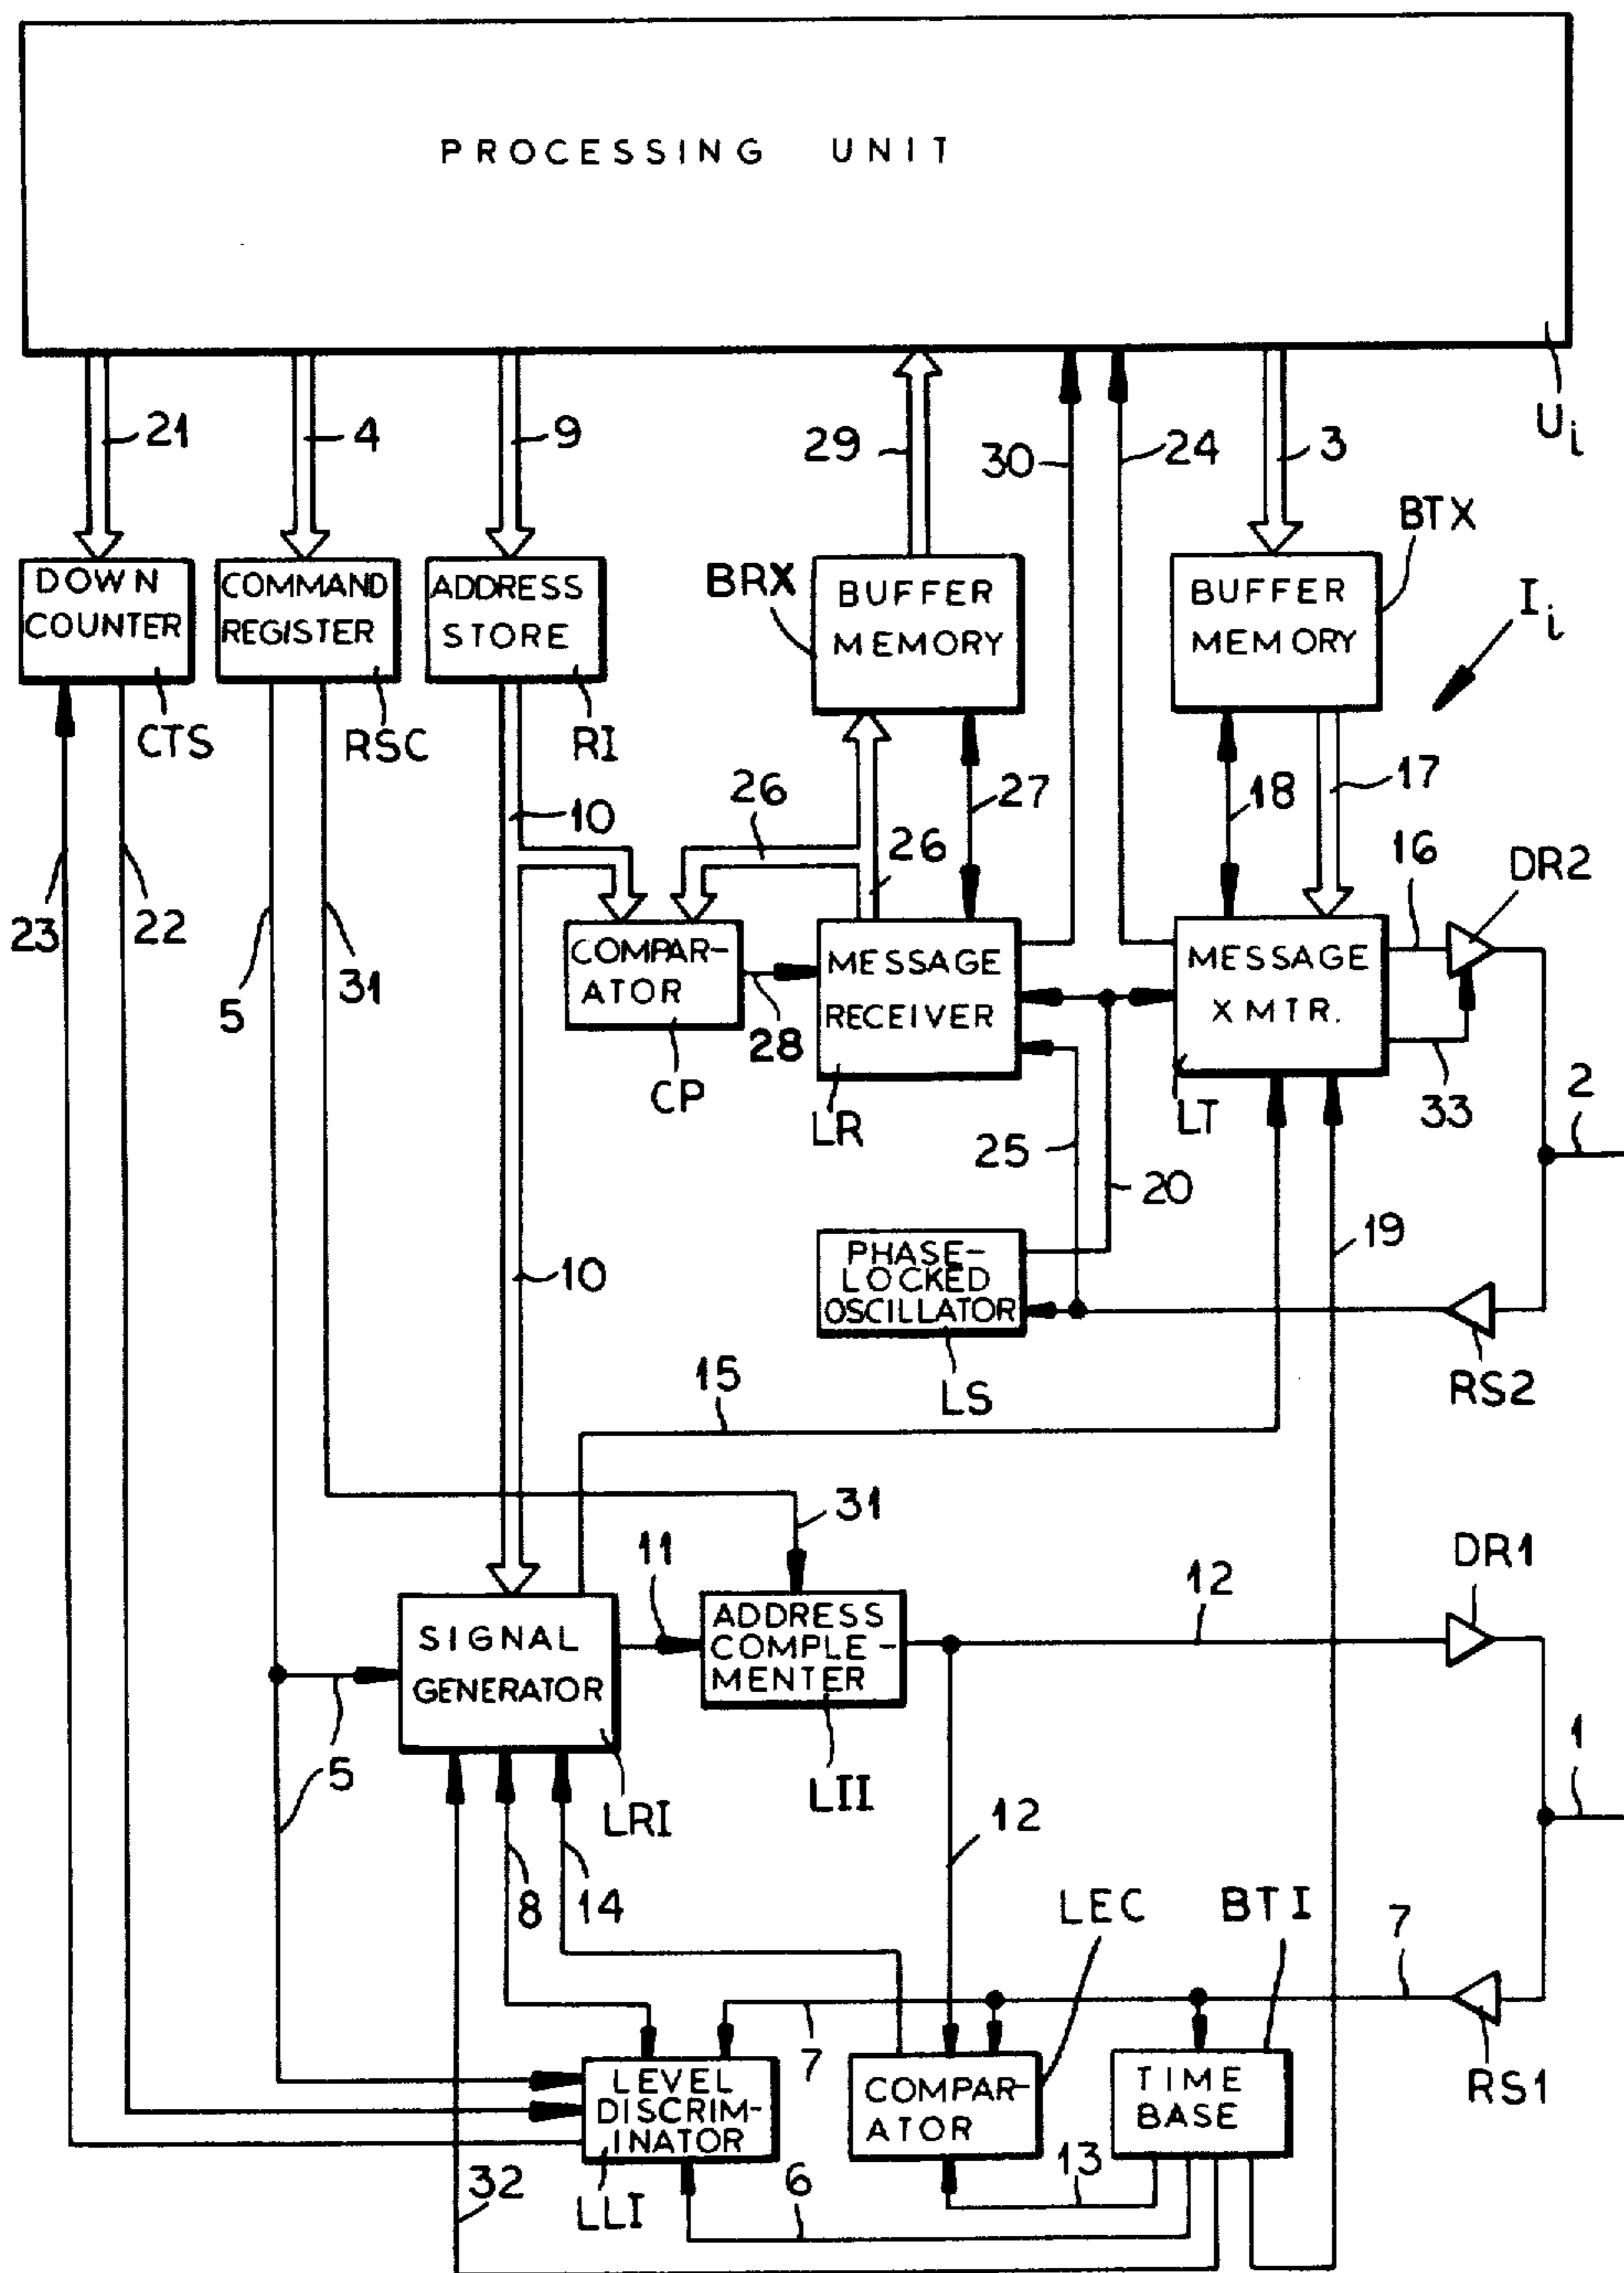 PROCESSING UNIT
Ui
21
4
9
29
30
24
3
BTX
Ii
DOWN
COUNTER
COMMAND
REGISTER
ADDRESS
STORE
BRX
BUFFER
MEMORY
BUFFER
MEMORY
CTS
RSC
RI
10
26
26
27
18
17
16
DR2
23
22
5
31
COMPAR-
ATOR
28
CP
MESSAGE
RECEIVER
LR
MESSAGE
XMTR.
LT
33
2
25
20
19
10
PHASE-
LOCKED
OSCILLATOR
LS
RS2
15
31
11
12
DR1
SIGNAL
GENERATOR
ADDRESS
COMPLE-
MENTER
5
5
LRI
LII
1
12
8
14
LEC
BTI
7
7
RS1
LEVEL
DISCRIM-
INATOR
COMPAR-
ATOR
TIME
BASE
LLI
32
6
13